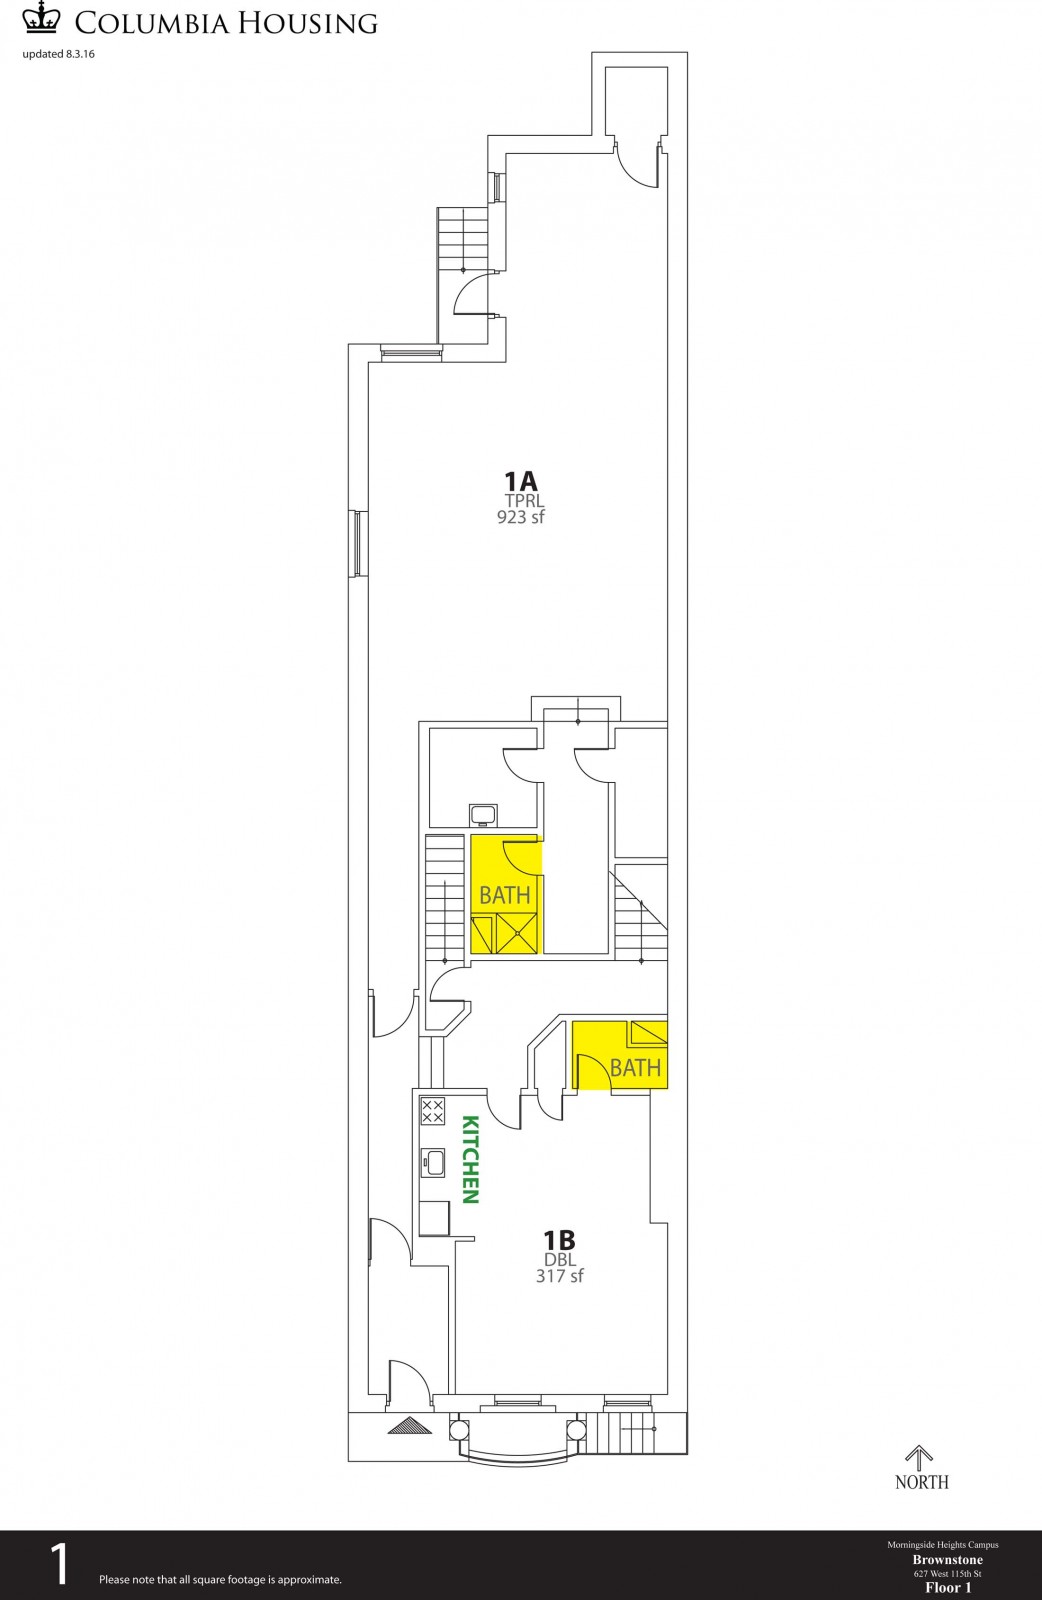 COLUMBIA HOUSING
updated 8.3.16
1A
TPRL
923 sf
BATH
BATH
KITCHEN
1B
DBL
317 sf
NORTH
1
Please note that all square footage is approximate.
Morningside Heights Campus
Brownstone
627 West 115th St
Floor 1